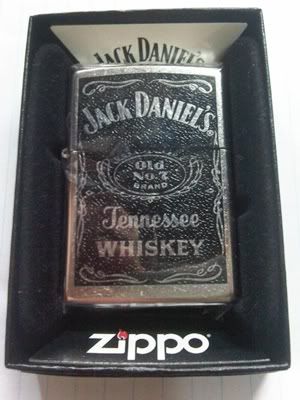 JACK DANIEL'S
JACK DANIEL'S®
Old
No.7
BRAND
Tennessee
WHISKEY
zippo®